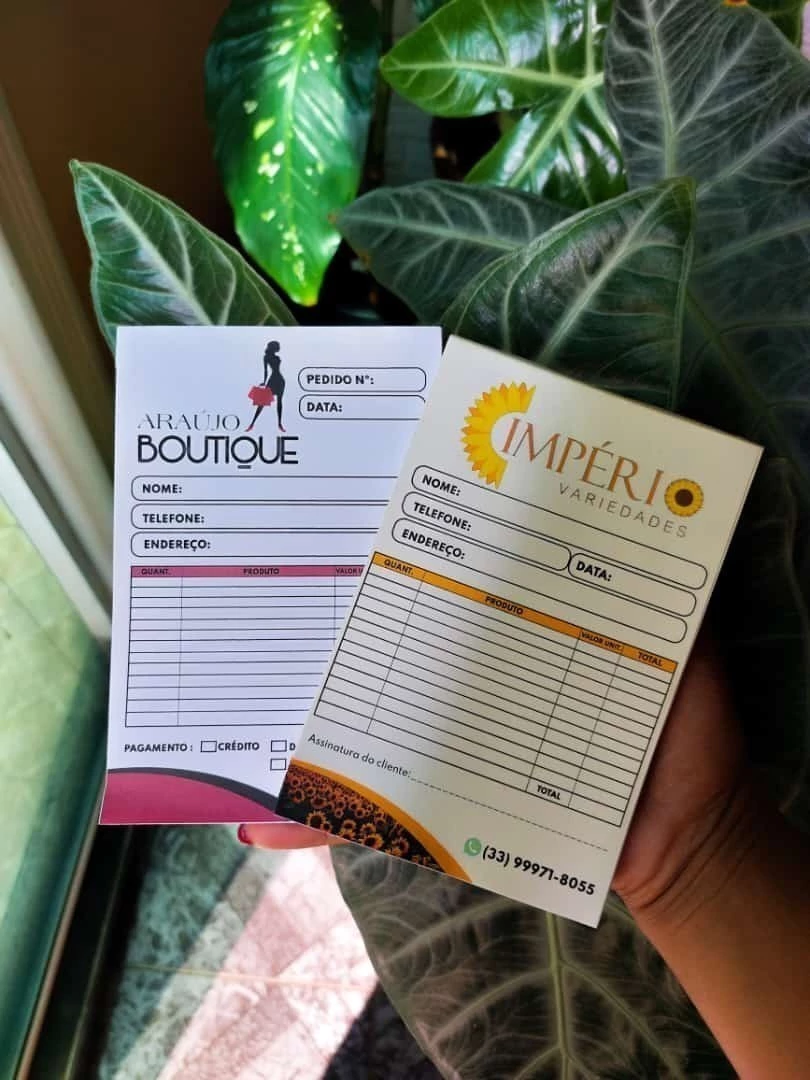 PEDIDO Nº:
DATA:
ARAÚJO
BOUTIQUE
NOME:
TELEFONE:
ENDEREÇO:
QUANT. PRODUTO VALOR
PAGAMENTO : CRÉDITO
IMPÉRIO
VARIEDADES
NOME:
TELEFONE:
DATA:
ENDEREÇO:
QUANT. PRODUTO VALOR UNIT. TOTAL
TOTAL
Assinatura do cliente:
(33) 99971-8055